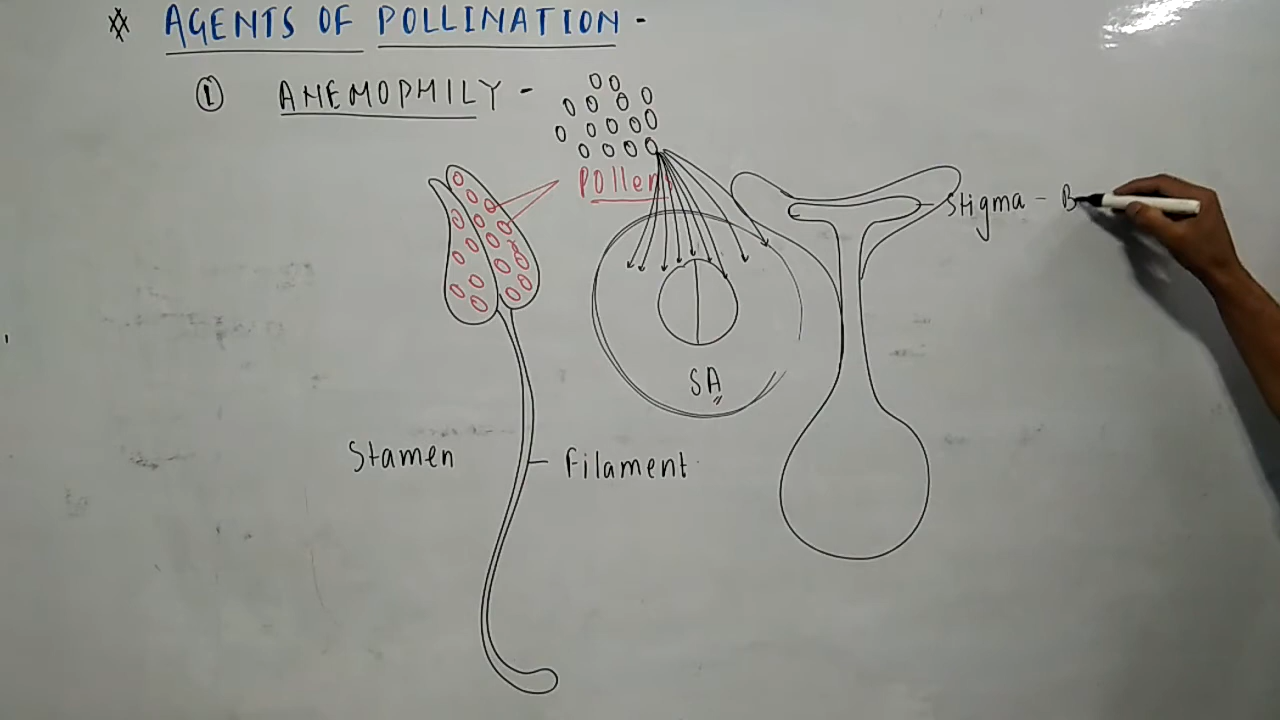 * AGENTS OF POLLINATION -
① ANEMOPHILY -
Pollen
Stigma - B
SA
Stamen
Filament